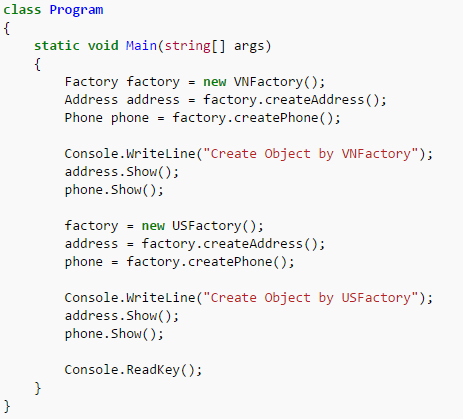 class Program
{
    static void Main(string[] args)
    {
        Factory factory = new VNFactory();
        Address address = factory.createAddress();
        Phone phone = factory.createPhone();

        Console.WriteLine("Create Object by VNFactory");
        address.Show();
        phone.Show();

        factory = new USFactory();
        address = factory.createAddress();
        phone = factory.createPhone();

        Console.WriteLine("Create Object by USFactory");
        address.Show();
        phone.Show();

        Console.ReadKey();
    }
}